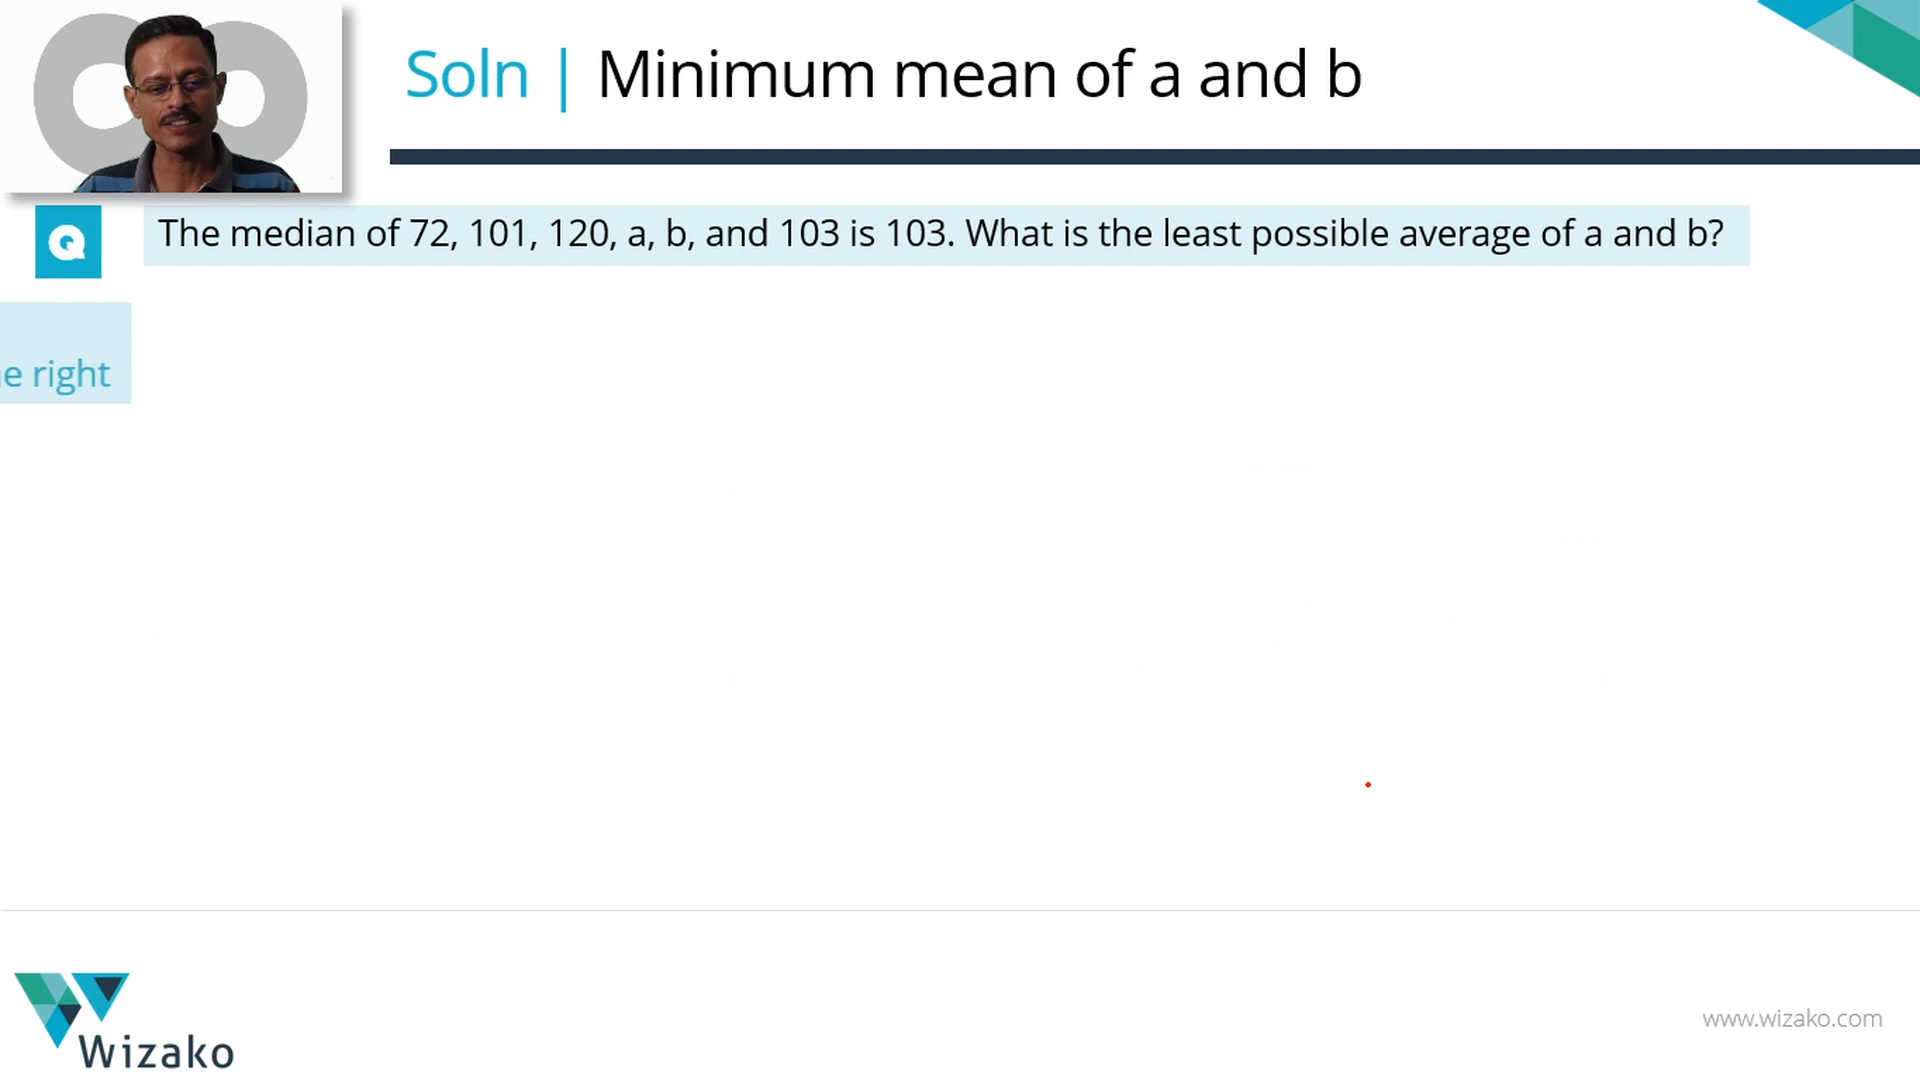 Soln | Minimum mean of a and b
Q
The median of 72, 101, 120, a, b, and 103 is 103. What is the least possible average of a and b?
e right
Wizako
www.wizako.com